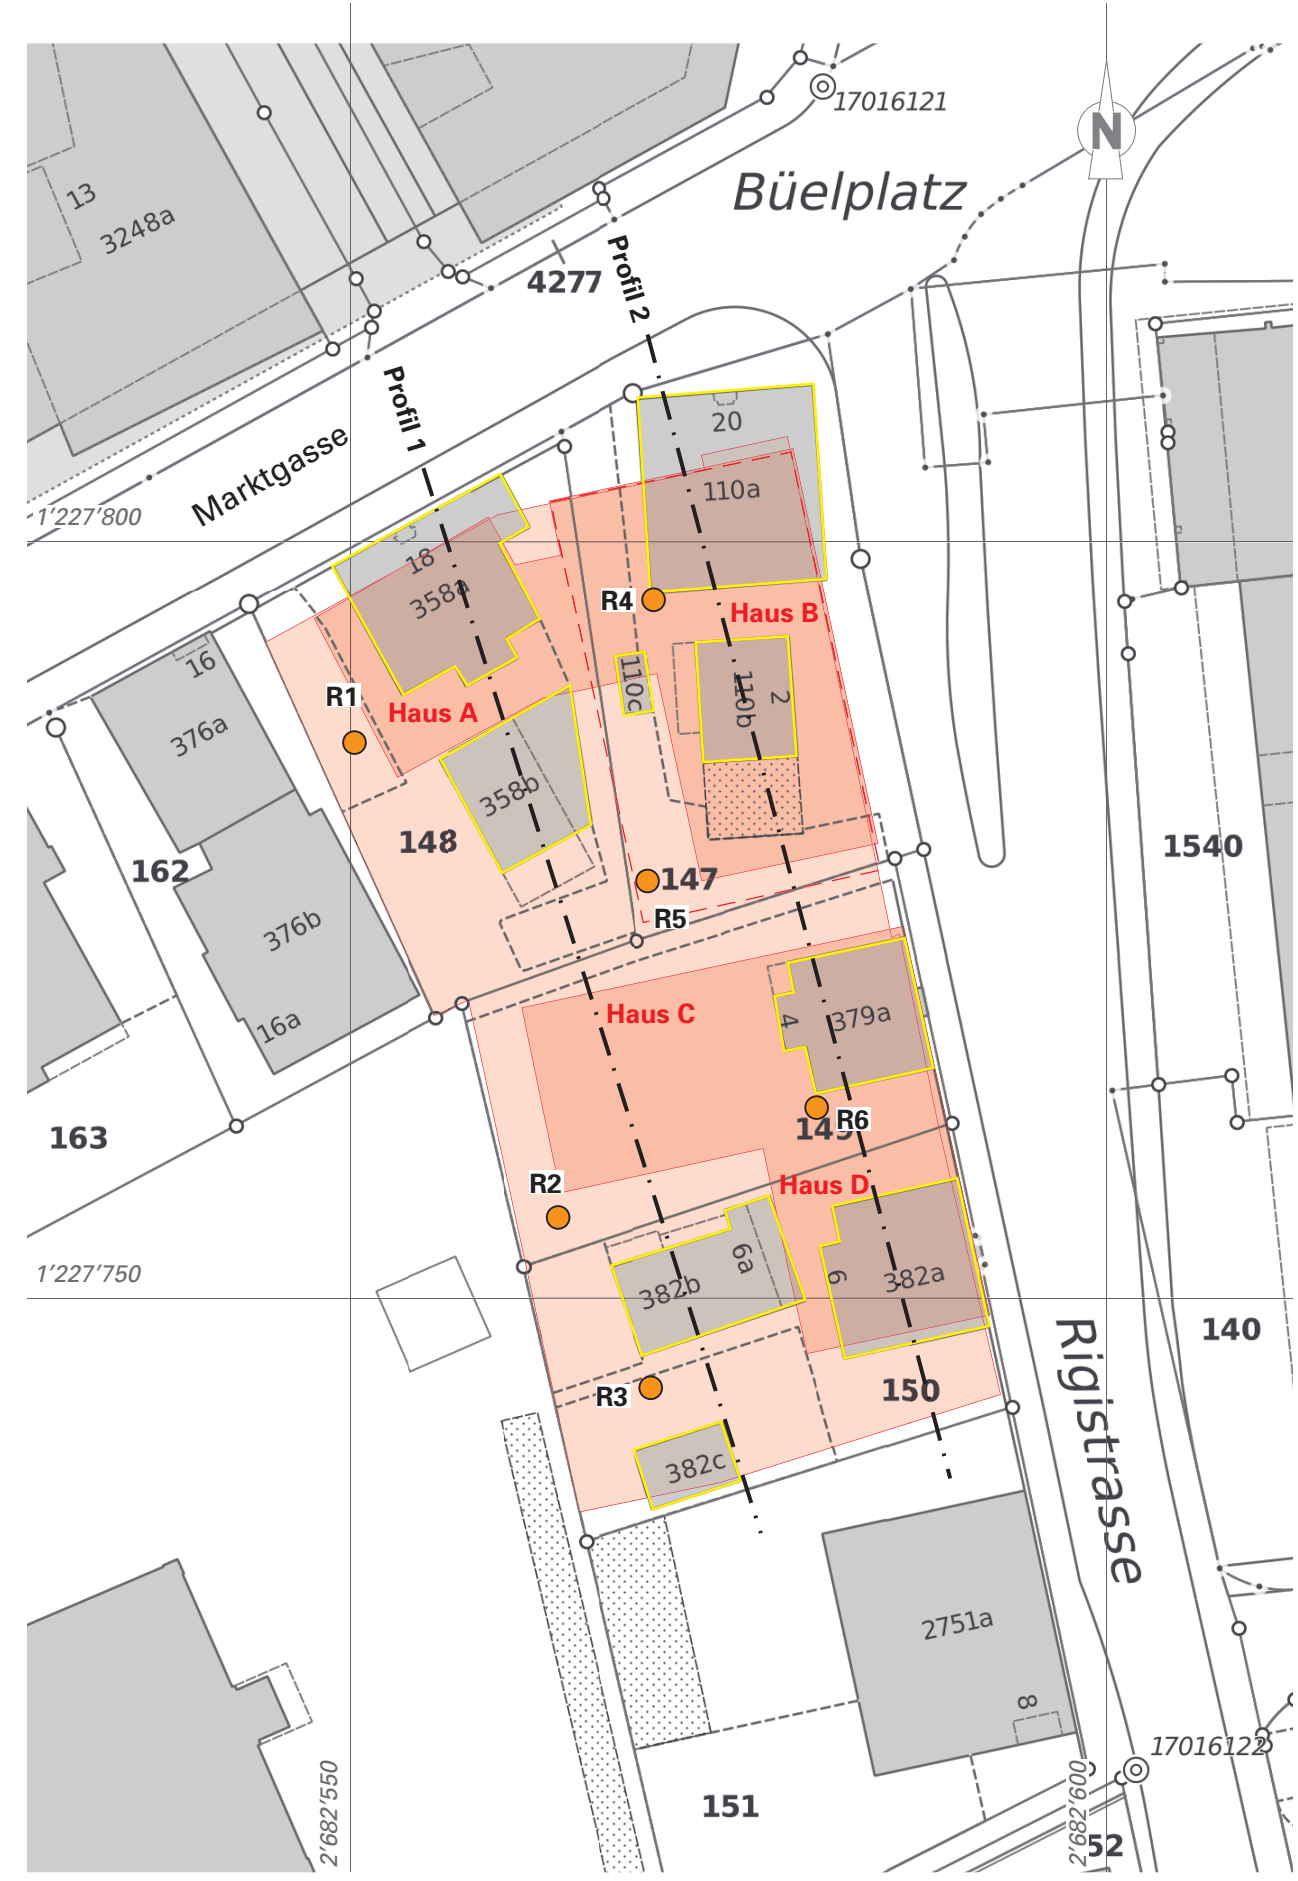 17016121
N
13
3248a
Büelplatz
Profil 2
4277
Profil 1
20
Marktgasse
110a
1'227'800
18
358a
R4
Haus B
16
110c
R1
376a
Haus A
110b
2
358b
148
1540
162
147
R5
376b
Haus C
4
379a
16a
163
149
R6
R2
Haus D
6a
382b
6
382a
1'227'750
140
R3
150
Rigistrasse
382c
2751a
8
17016122
2'682'550
2'682'600
151
52